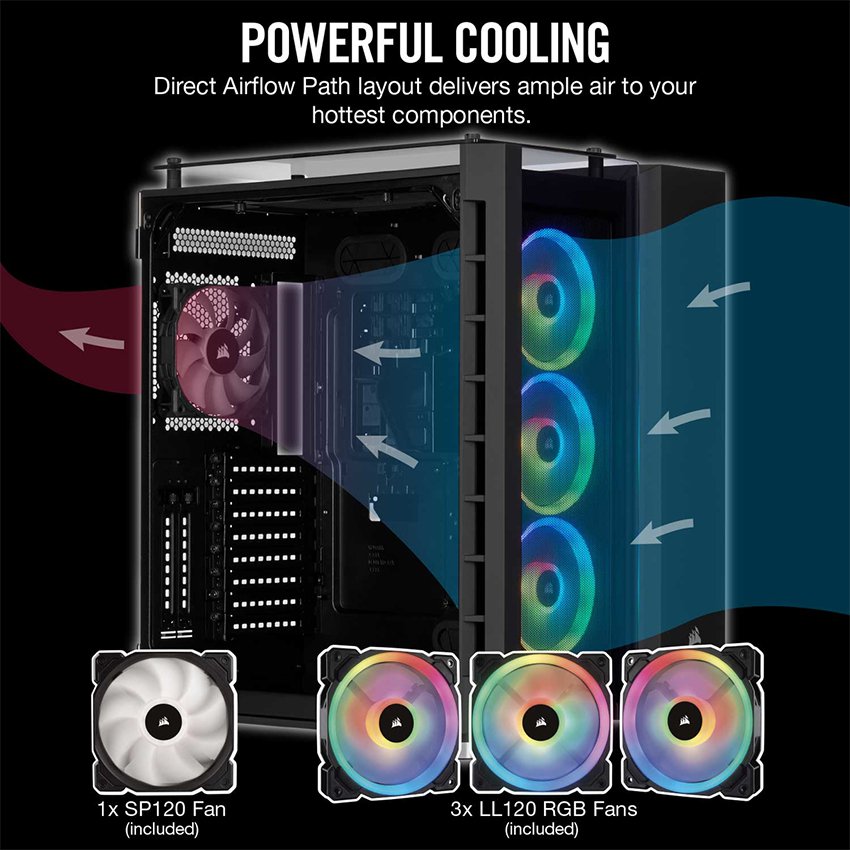 POWERFUL COOLING
Direct Airflow Path layout delivers ample air to your
hottest components.
1x SP120 Fan
(included)
3x LL120 RGB Fans
(included)